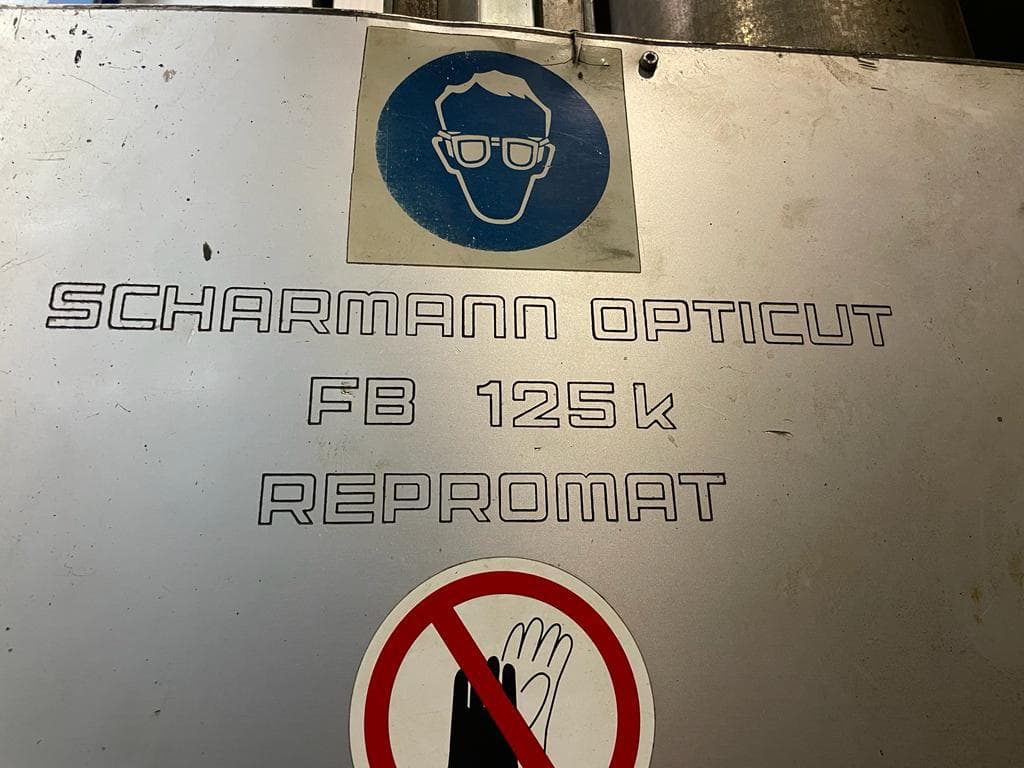 SCHARMANN OPTICUT
FB 125k
REPROMAT